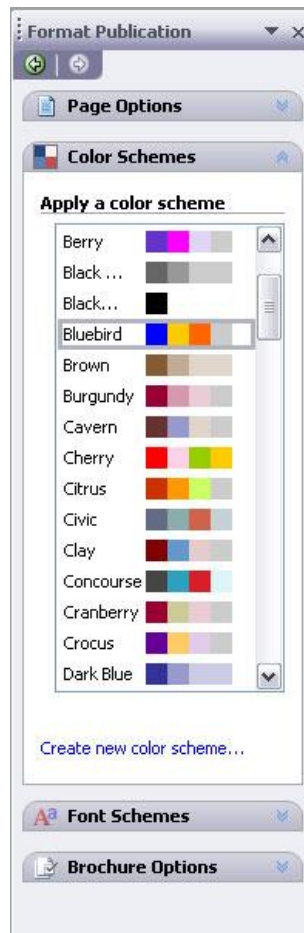 Format Publication
Page Options
Color Schemes
Apply a color scheme
Berry
Black ...
Black...
Bluebird
Brown
Burgundy
Cavern
Cherry
Citrus
Civic
Clay
Concourse
Cranberry
Crocus
Dark Blue
Create new color scheme...
Font Schemes
Brochure Options